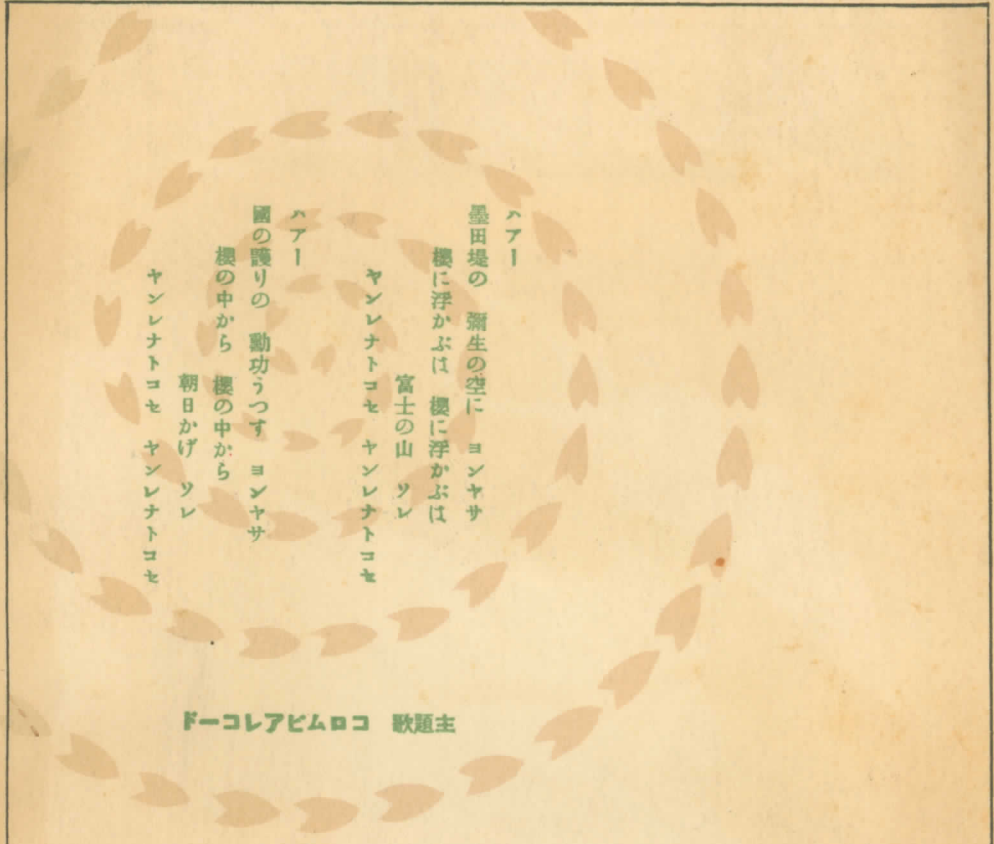 ハアー
墨田堤の 彌生の空に ヨンヤサ
櫻に浮かぶは 櫻に浮かぶは
富士の山 ソレ
ヤンレナトコセ ヤンレナトコセ
ハアー
國の護りの 勳功うつす ヨンヤサ
櫻の中から 櫻の中から
朝日かげ ソレ
ヤンレナトコセ ヤンレナトコセ
主題歌 コロムビアレコード